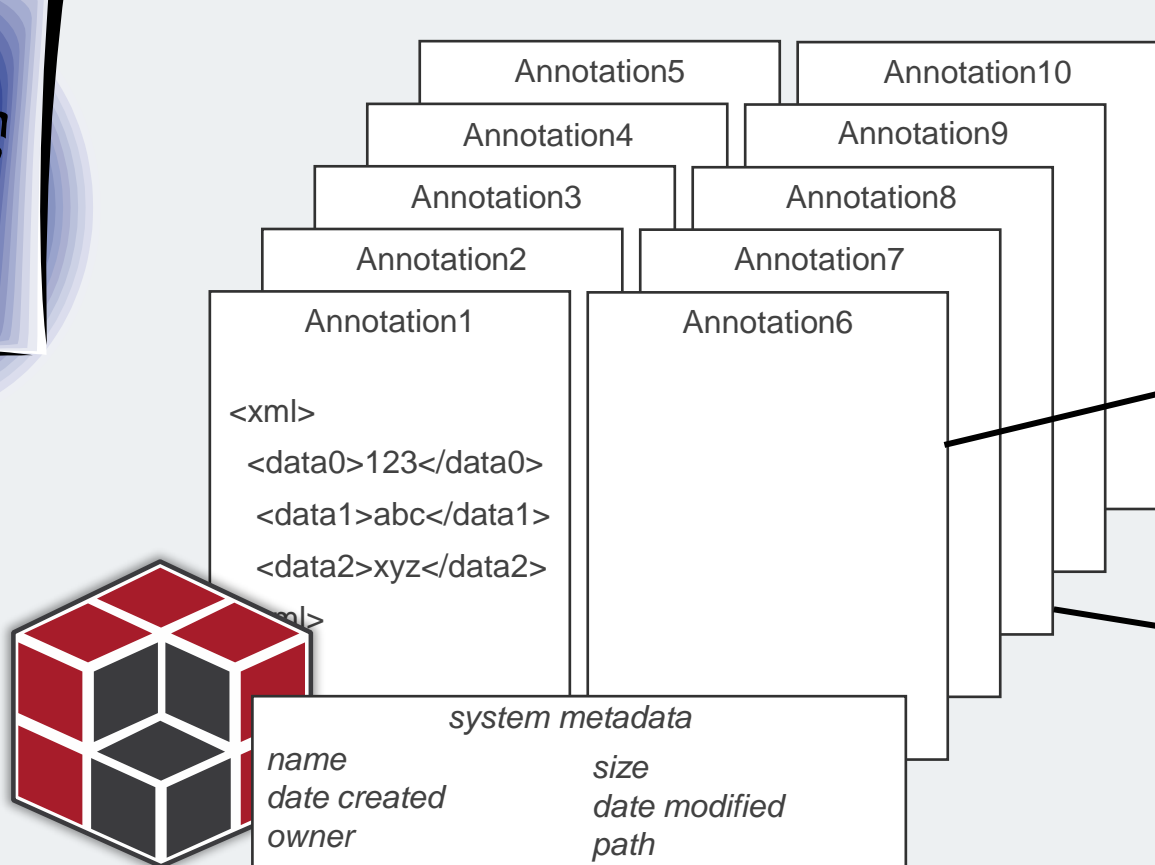 Annotation5
Annotation10
Annotation4
Annotation9
Annotation3
Annotation8
Annotation2
Annotation7
Annotation1
Annotation6
<xml>
<data0>123</data0>
<data1>abc</data1>
<data2>xyz</data2>
ml>
system metadata
name
size
date created
date modified
owner
path